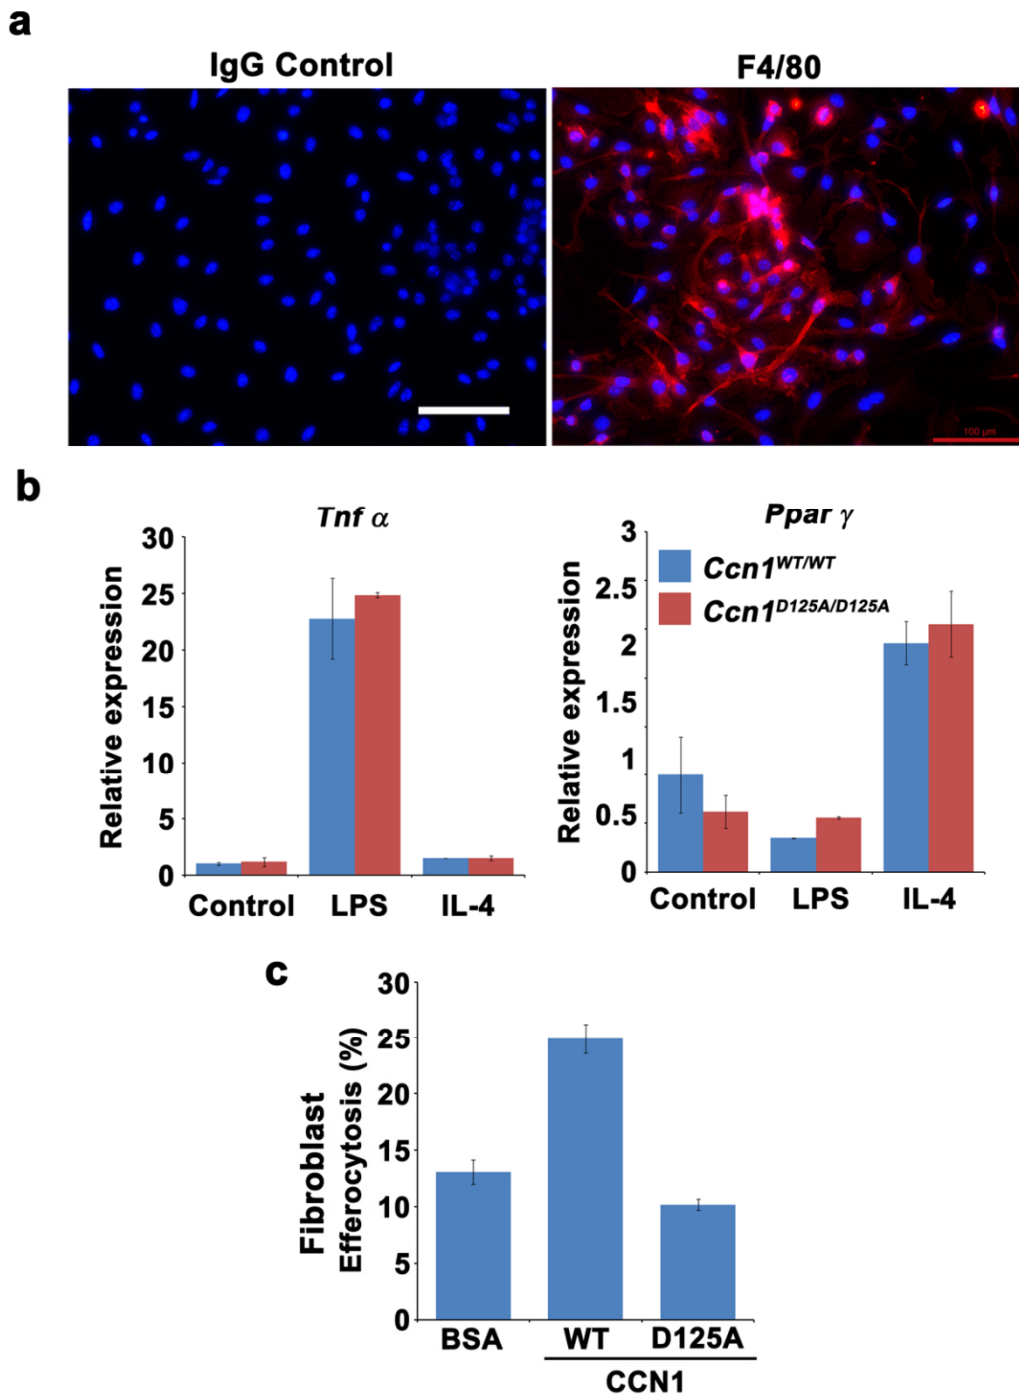 a
IgG Control
F4/80
100 µm
b
Tnf α
Relative expression
30
25
20
15
10
5
0
Control LPS IL-4
Ppar γ
Relative expression
3
2.5
2
1.5
1
0.5
0
Ccn1WT/WT
Ccn1D125A/D125A
Control LPS IL-4
c
Fibroblast
Efferocytosis (%)
30
25
20
15
10
5
0
BSA WT D125A
CCN1